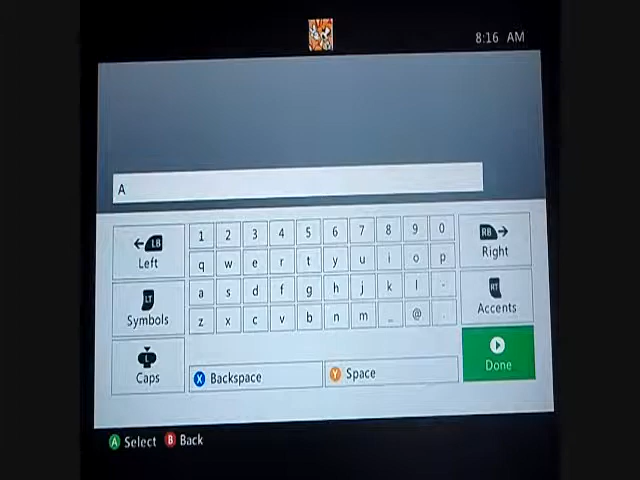 8:16 AM
A
LB
Left
1 2 3 4 5 6 7 8 9 0
RB
Right
q w e r t y u i o p
LT
Symbols
a s d f g h j k l -
RT
Accents
z x c v b n m _ @ .
L
Caps
X Backspace
Y Space
Done
A Select B Back